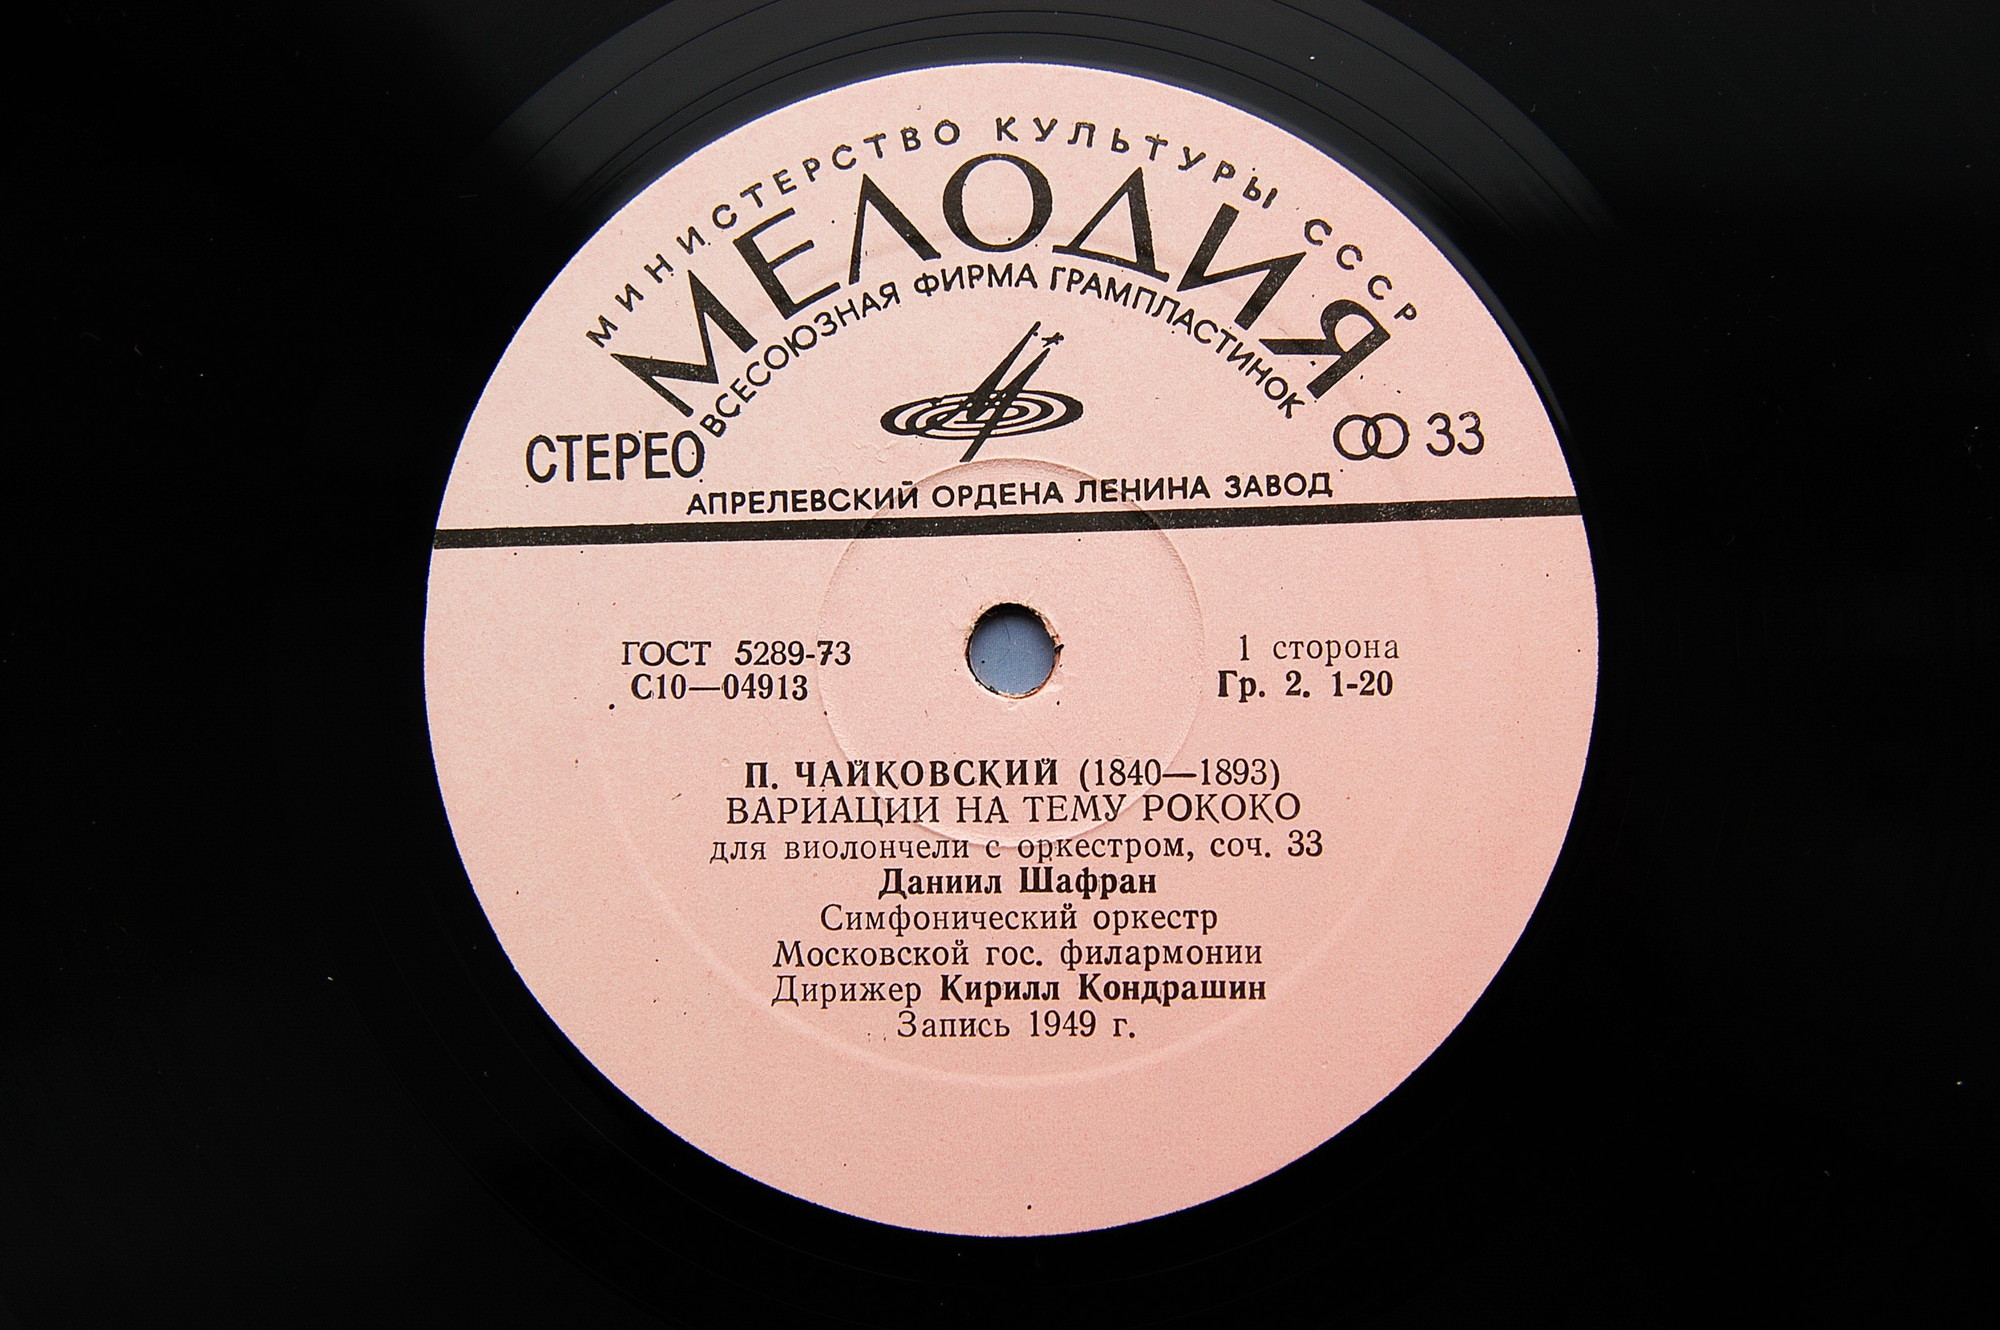 МИНИСТЕРСТВО КУЛЬТУРЫ СССР
МЕЛОДИЯ
ВСЕСОЮЗНАЯ ФИРМА ГРАМПЛАСТИНОК
СТЕРЕО
33
АПРЕЛЕВСКИЙ ОРДЕНА ЛЕНИНА ЗАВОД
ГОСТ 5289-73
С10—04913
1 сторона
Гр. 2. 1-20
П. ЧАЙКОВСКИЙ (1840—1893)
ВАРИАЦИИ НА ТЕМУ РОКОКО
для виолончели с оркестром, соч. 33
Даниил Шафран
Симфонический оркестр
Московской гос. филармонии
Дирижер Кирилл Кондрашин
Запись 1949 г.